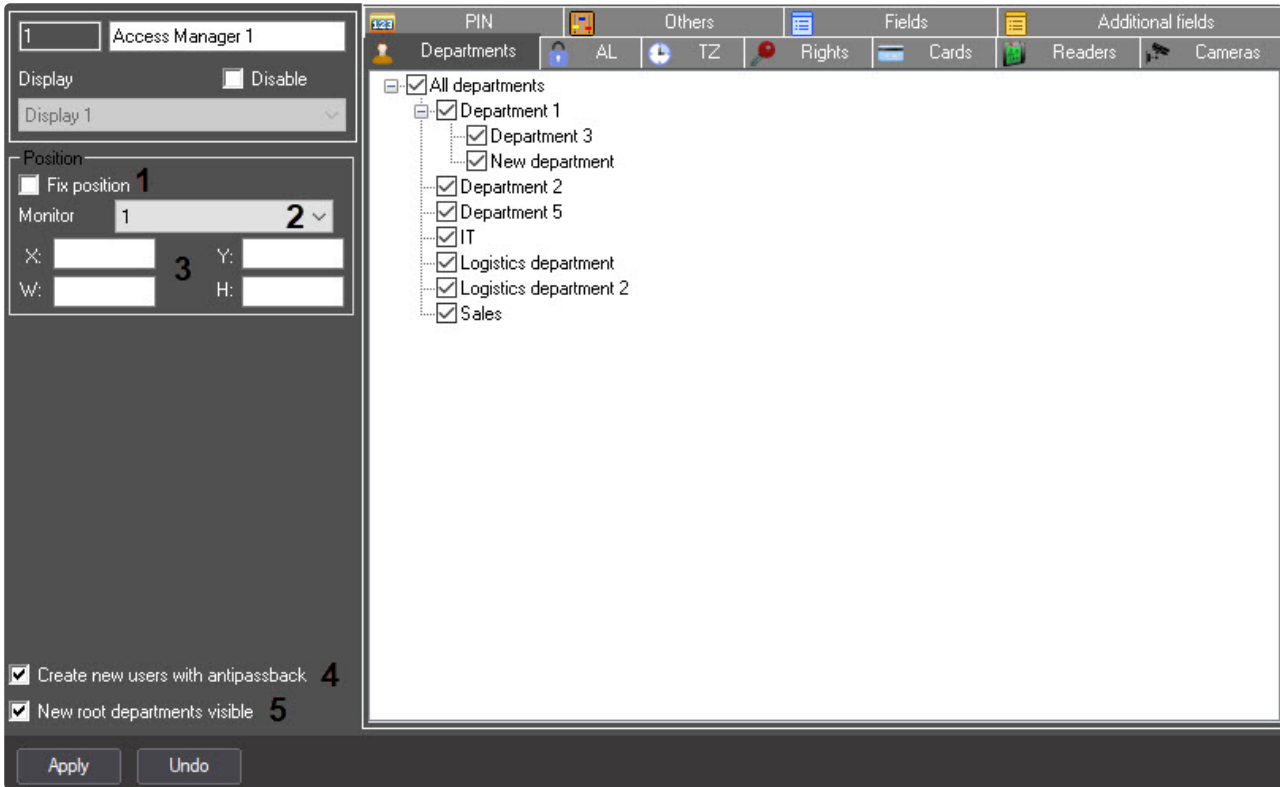 1 Access Manager 1
Display Disable
Display 1
Position
Fix position 1
Monitor 1 2
X: 3 Y:
W: H:
Create new users with antipassback 4
New root departments visible 5
Apply Undo
123 PIN Others Fields Additional fields
Departments AL TZ Rights Cards Readers Cameras
All departments
Department 1
Department 3
New department
Department 2
Department 5
IT
Logistics department
Logistics department 2
Sales